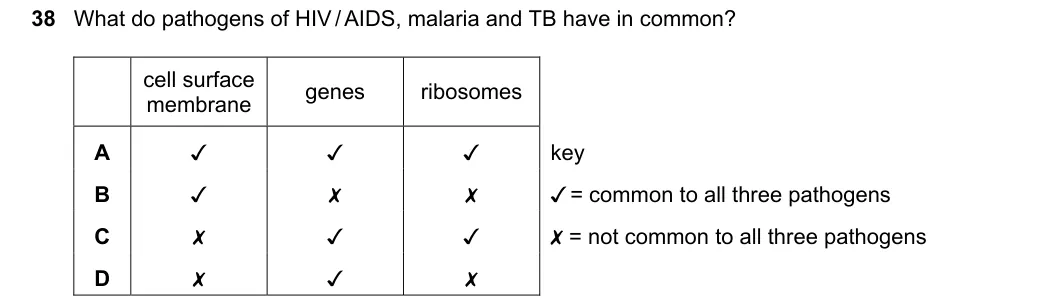 38 What do pathogens of HIV/AIDS, malaria and TB have in common?
cell surface membrane genes ribosomes
A ✓ ✓ ✓ key
B ✓ ✗ ✗ ✓ = common to all three pathogens
C ✗ ✓ ✓ ✗ = not common to all three pathogens
D ✗ ✓ ✗